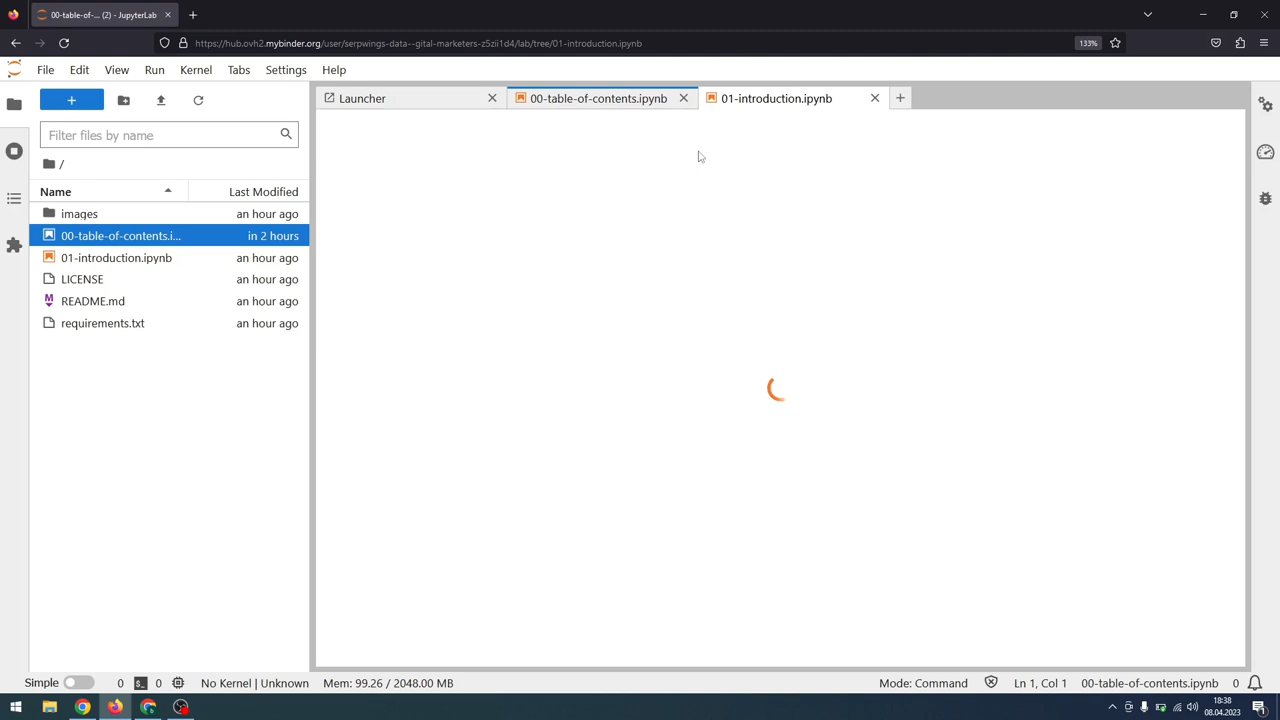 00-table-of-... (2) - JupyterLab
https://hub.ovh2.mybinder.org/user/serpwings-data--gital-marketers-z5zii1d4/lab/tree/01-introduction.ipynb
133%
File Edit View Run Kernel Tabs Settings Help
Launcher
00-table-of-contents.ipynb
01-introduction.ipynb
Filter files by name
/
Name Last Modified
images an hour ago
00-table-of-contents.i... in 2 hours
01-introduction.ipynb an hour ago
LICENSE an hour ago
README.md an hour ago
requirements.txt an hour ago
Simple 0 0 No Kernel | Unknown Mem: 99.26 / 2048.00 MB Mode: Command Ln 1, Col 1 00-table-of-contents.ipynb 0
18:38
08.04.2023